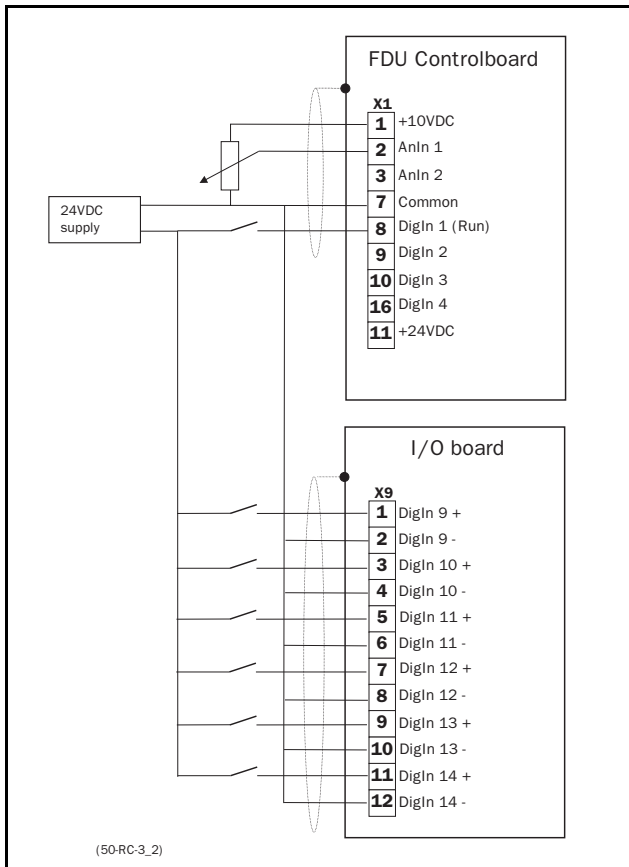 FDU Controlboard
X1
1 +10VDC
2 AnIn 1
3 AnIn 2
7 Common
8 DigIn 1 (Run)
9 DigIn 2
10 DigIn 3
16 DigIn 4
11 +24VDC
24VDC
supply
I/O board
X9
1 DigIn 9 +
2 DigIn 9 -
3 DigIn 10 +
4 DigIn 10 -
5 DigIn 11 +
6 DigIn 11 -
7 DigIn 12 +
8 DigIn 12 -
9 DigIn 13 +
10 DigIn 13 -
11 DigIn 14 +
12 DigIn 14 -
(50-RC-3_2)